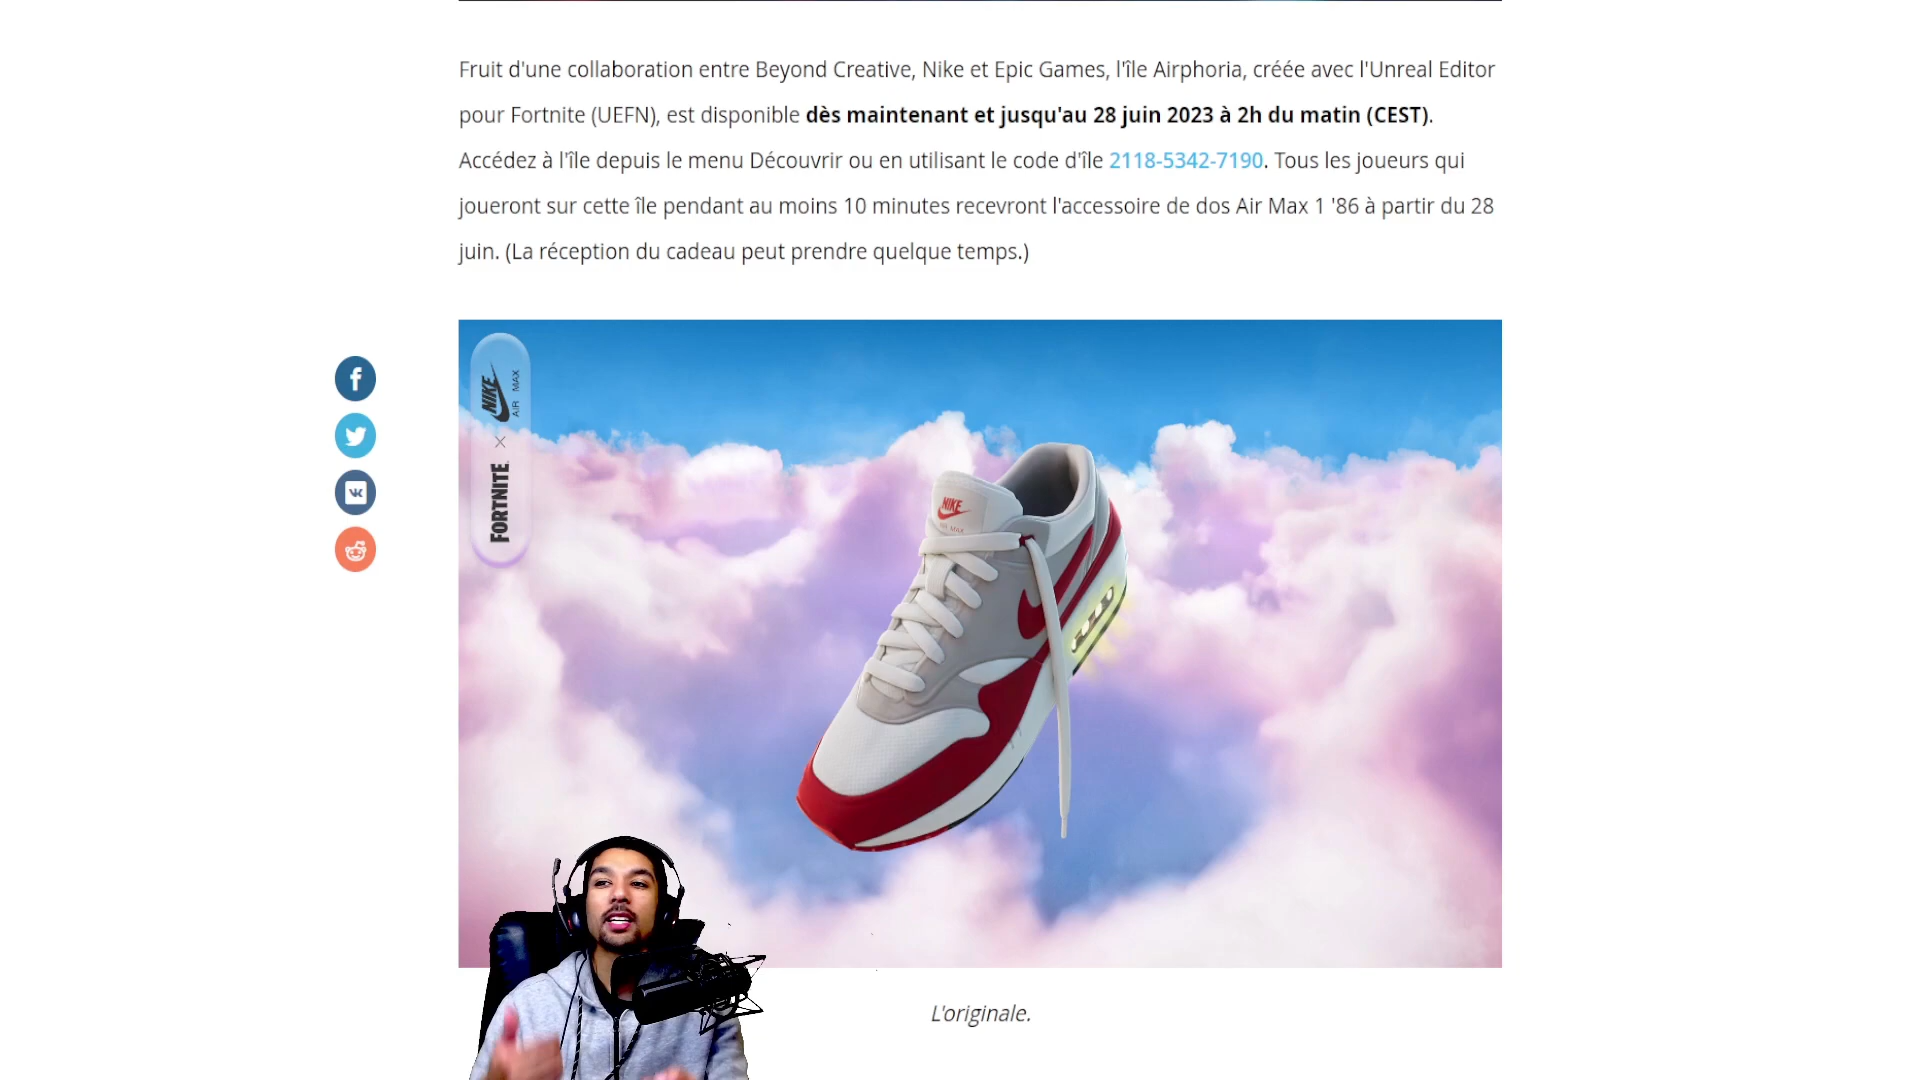 Fruit d'une collaboration entre Beyond Creative, Nike et Epic Games, l'île Airphoria, créée avec l'Unreal Editor
pour Fortnite (UEFN), est disponible dès maintenant et jusqu'au 28 juin 2023 à 2h du matin (CEST).
Accédez à l'île depuis le menu Découvrir ou en utilisant le code d'île 2118-5342-7190. Tous les joueurs qui
joueront sur cette île pendant au moins 10 minutes recevront l'accessoire de dos Air Max 1 '86 à partir du 28
juin. (La réception du cadeau peut prendre quelque temps.)
FORTNITE × NIKE
AIR MAX
NIKE
AIR MAX
L'originale.